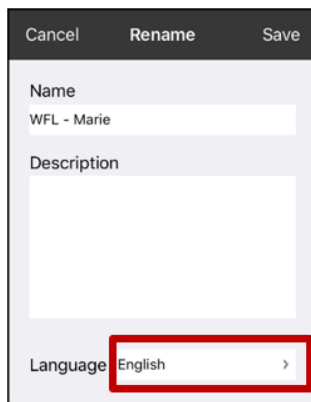 Cancel Rename Save
Name
WFL - Marie
Description
Language English >